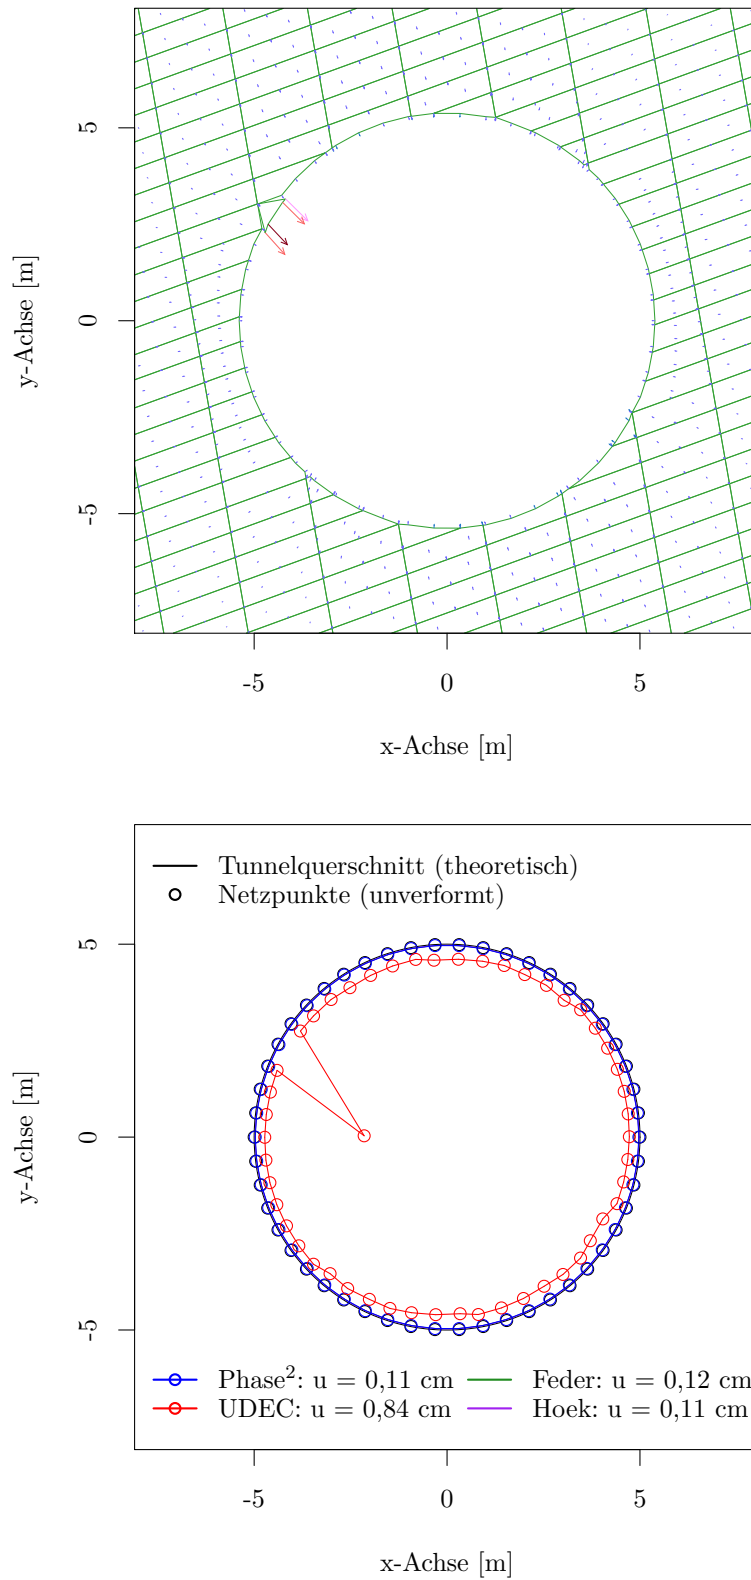 5
0
-5
y-Achse [m]
-5 0 5
x-Achse [m]
Tunnelquerschnitt (theoretisch)
Netzpunkte (unverformt)
5
0
-5
y-Achse [m]
Phase²: u = 0,11 cm Feder: u = 0,12 cm
UDEC: u = 0,84 cm Hoek: u = 0,11 cm
-5 0 5
x-Achse [m]